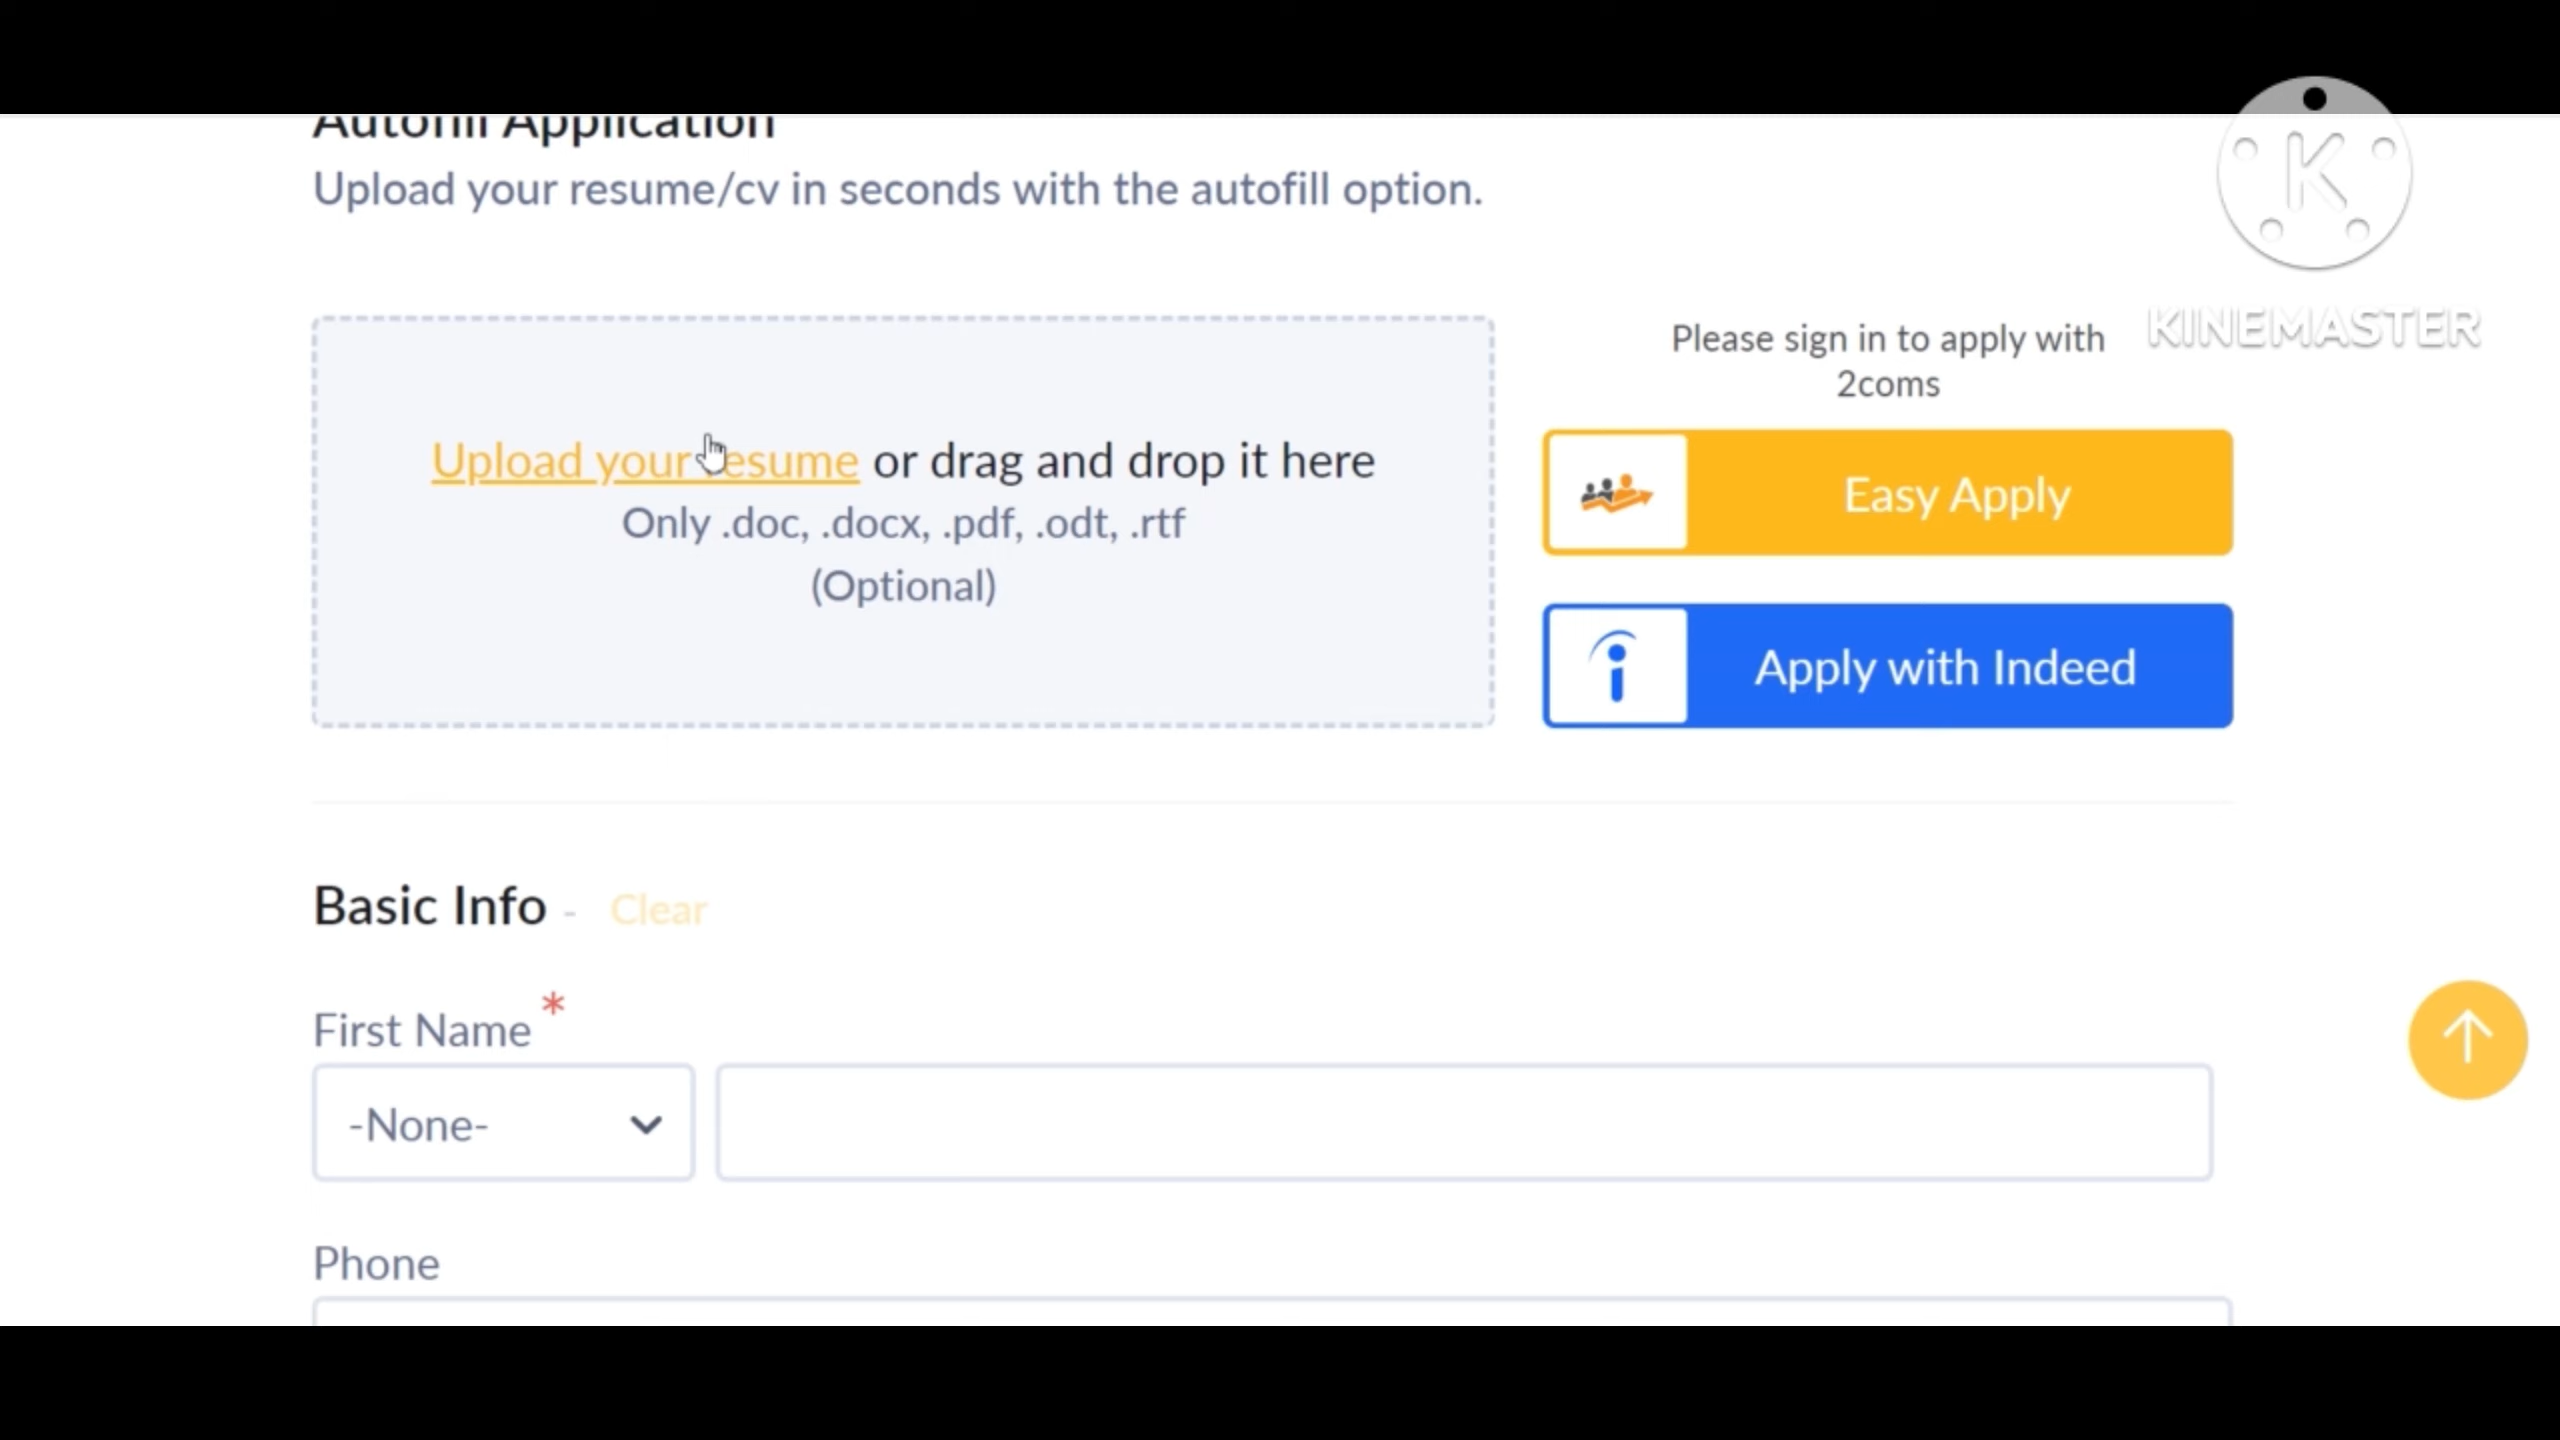 Autofill Application
Upload your resume/cv in seconds with the autofill option.
K
KINEMASTER
Please sign in to apply with
2coms
Upload your resume or drag and drop it here
Only .doc, .docx, .pdf, .odt, .rtf
(Optional)
Easy Apply
Apply with Indeed
Basic Info - Clear
First Name *
-None-
Phone